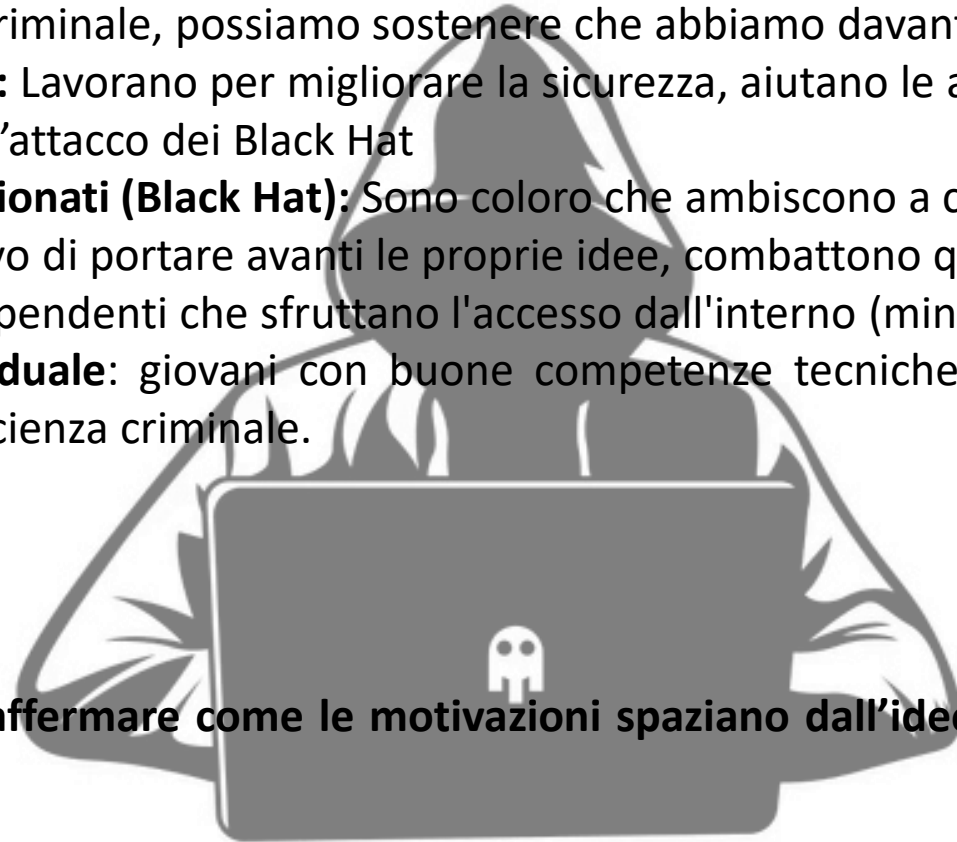 riminale, possiamo sostenere che abbiamo davant
: Lavorano per migliorare la sicurezza, aiutano le a
l’attacco dei Black Hat
ionati (Black Hat): Sono coloro che ambiscono a c
vo di portare avanti le proprie idee, combattono q
pendenti che sfruttano l'accesso dall'interno (min
duale: giovani con buone competenze tecniche
cienza criminale.
affermare come le motivazioni spaziano dall’ideo